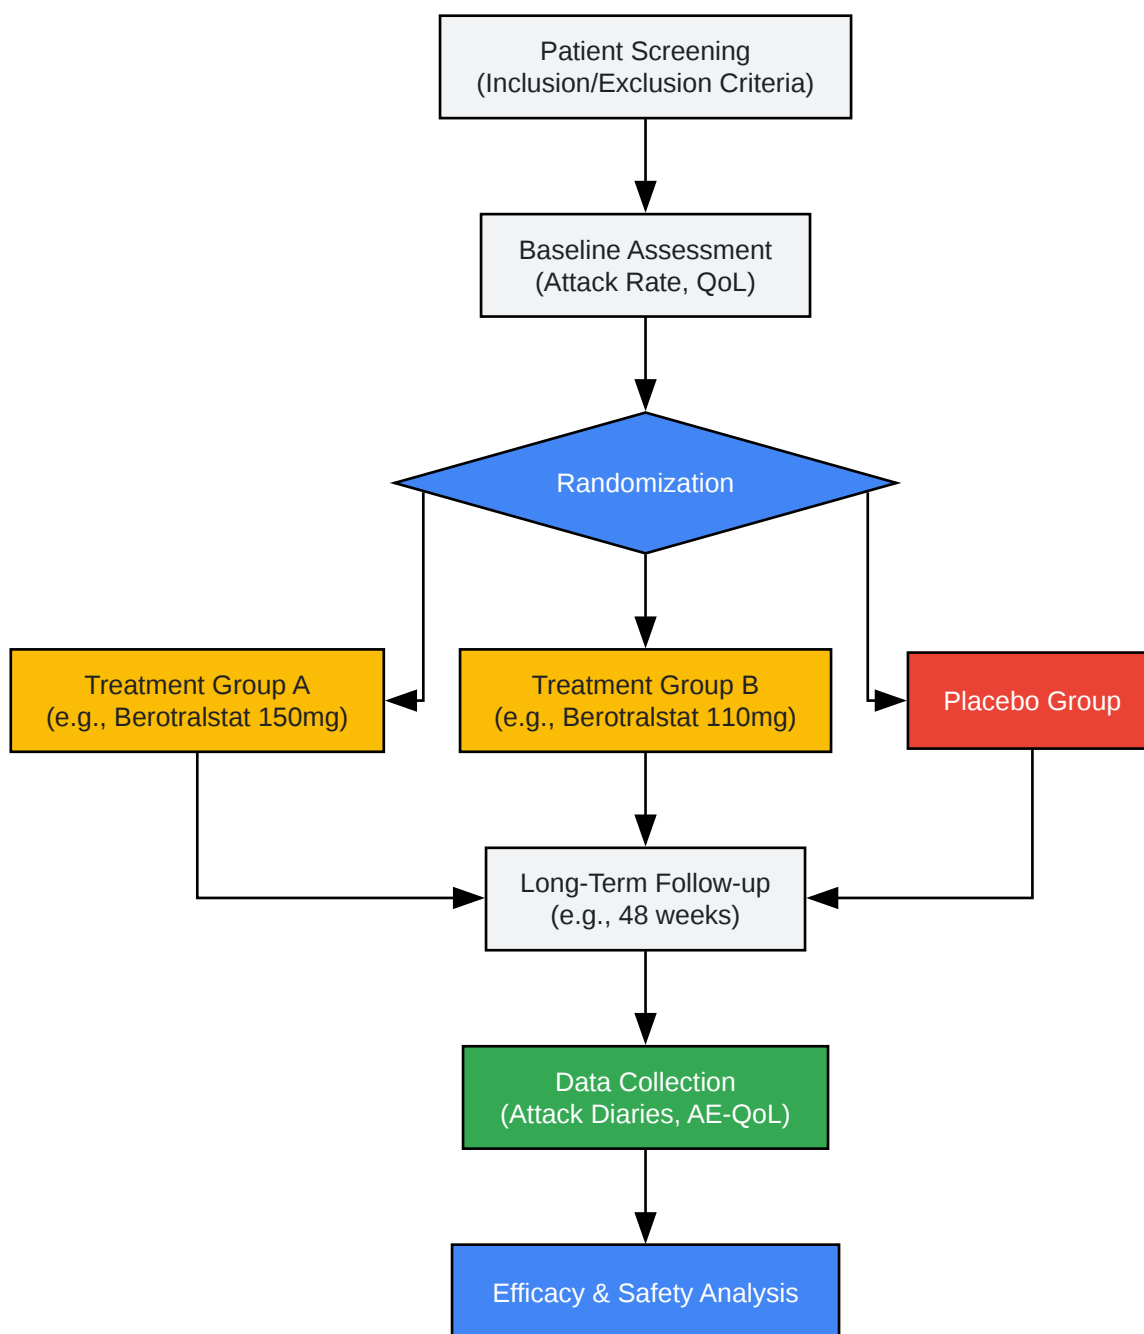 Patient Screening
(Inclusion/Exclusion Criteria)
Baseline Assessment
(Attack Rate, QoL)
Randomization
Treatment Group A
(e.g., Berotralstat 150mg)
Treatment Group B
(e.g., Berotralstat 110mg)
Placebo Group
Long-Term Follow-up
(e.g., 48 weeks)
Data Collection
(Attack Diaries, AE-QoL)
Efficacy & Safety Analysis